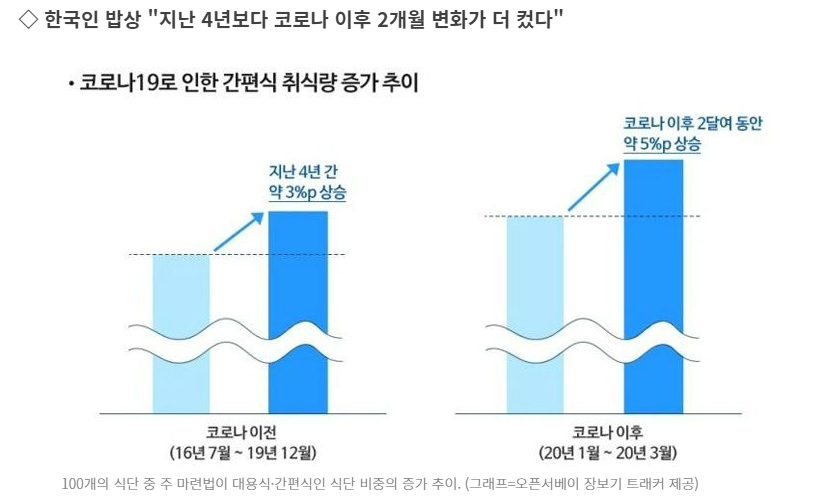 ◇ 한국인 밥상 "지난 4년보다 코로나 이후 2개월 변화가 더 컸다"
• 코로나19로 인한 간편식 취식량 증가 추이
지난 4년 간
약 3%p 상승
코로나 이후 2달여 동안
약 5%p 상승
코로나 이전
(16년 7월 ~ 19년 12월)
코로나 이후
(20년 1월 ~ 20년 3월)
100개의 식단 중 주 마련법이 대용식·간편식인 식단 비중의 증가 추이. (그래프=오픈서베이 장보기 트래커 제공)